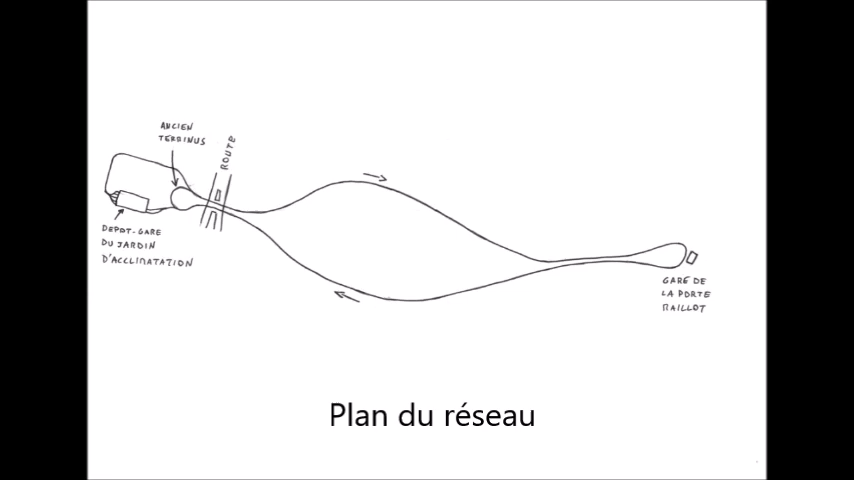 ANCIEN
TERMINUS
ROUTE
DEPOT-GARE
DU JARDIN
D'ACCLIMATATION
GARE DE
LA PORTE
MAILLOT
Plan du réseau